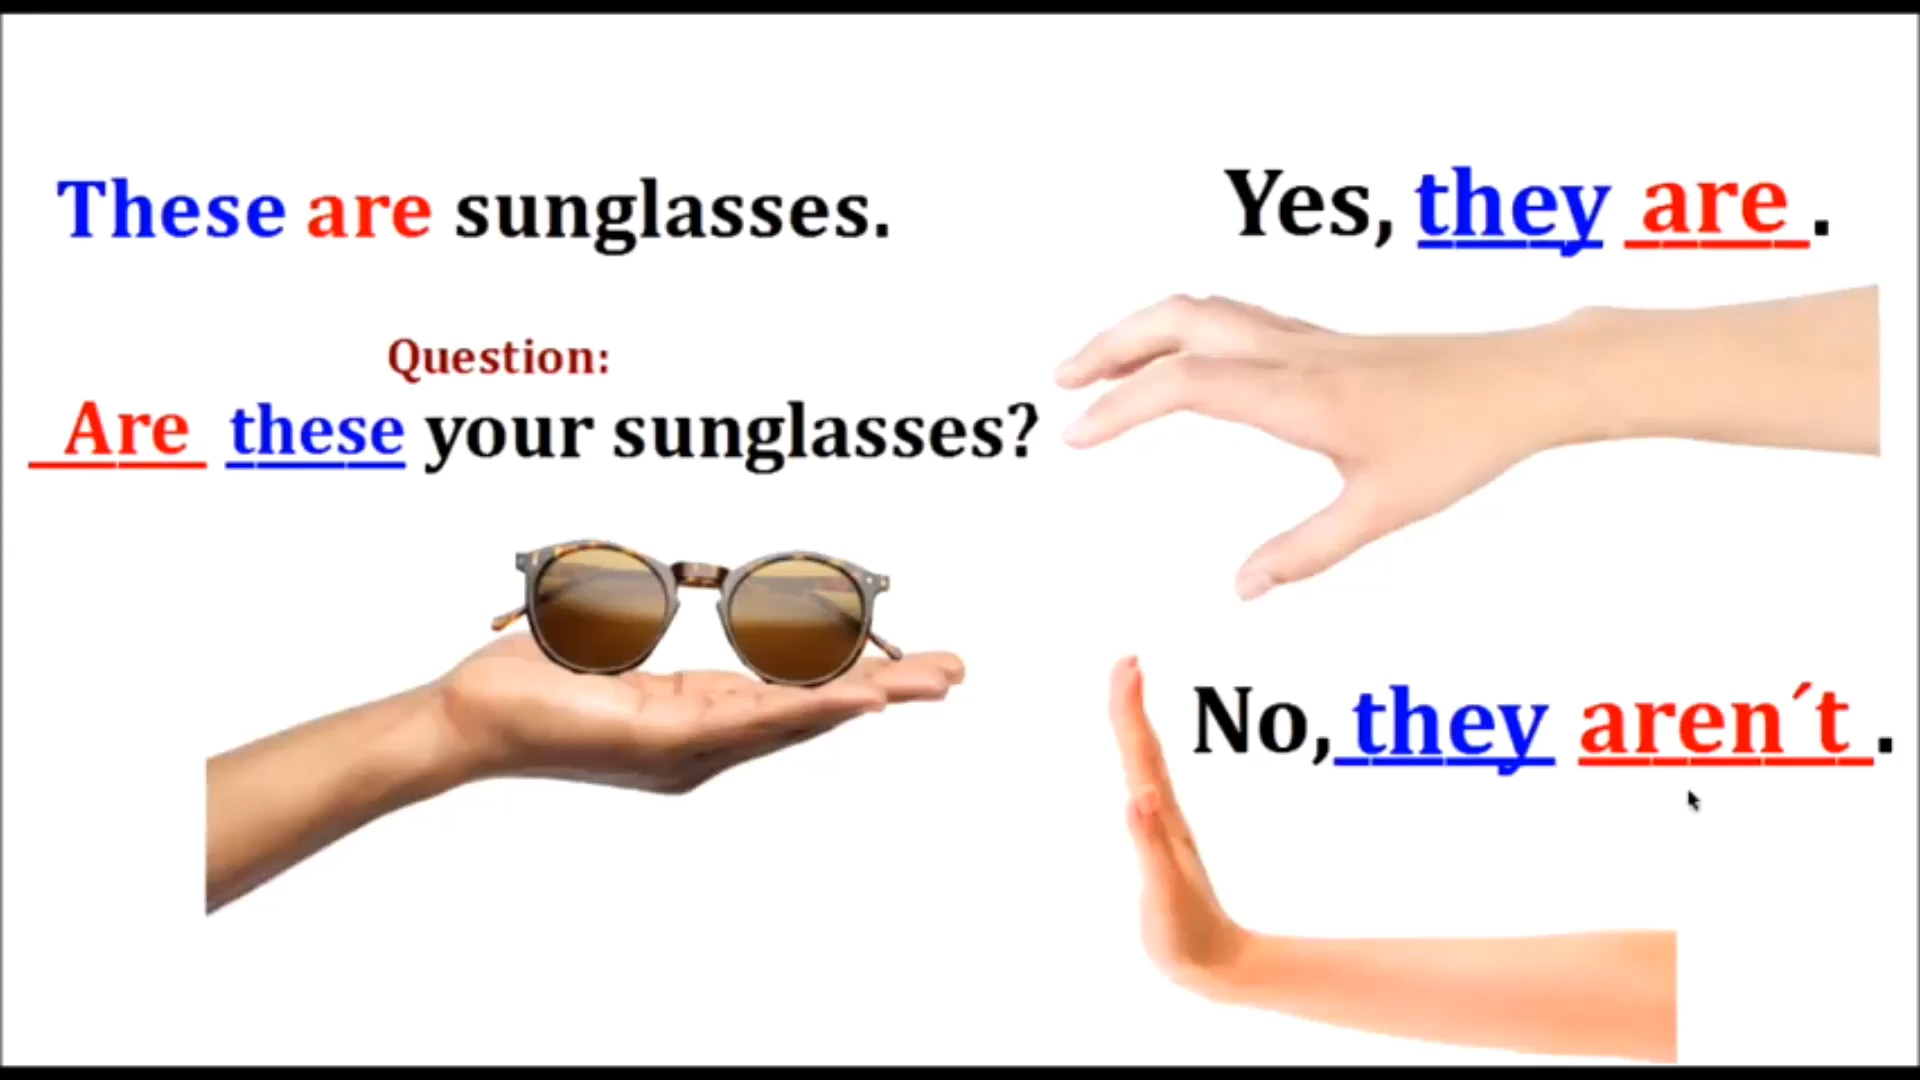 These are sunglasses.
Question:
Are these your sunglasses?
Yes, they are .
No, they aren´t .